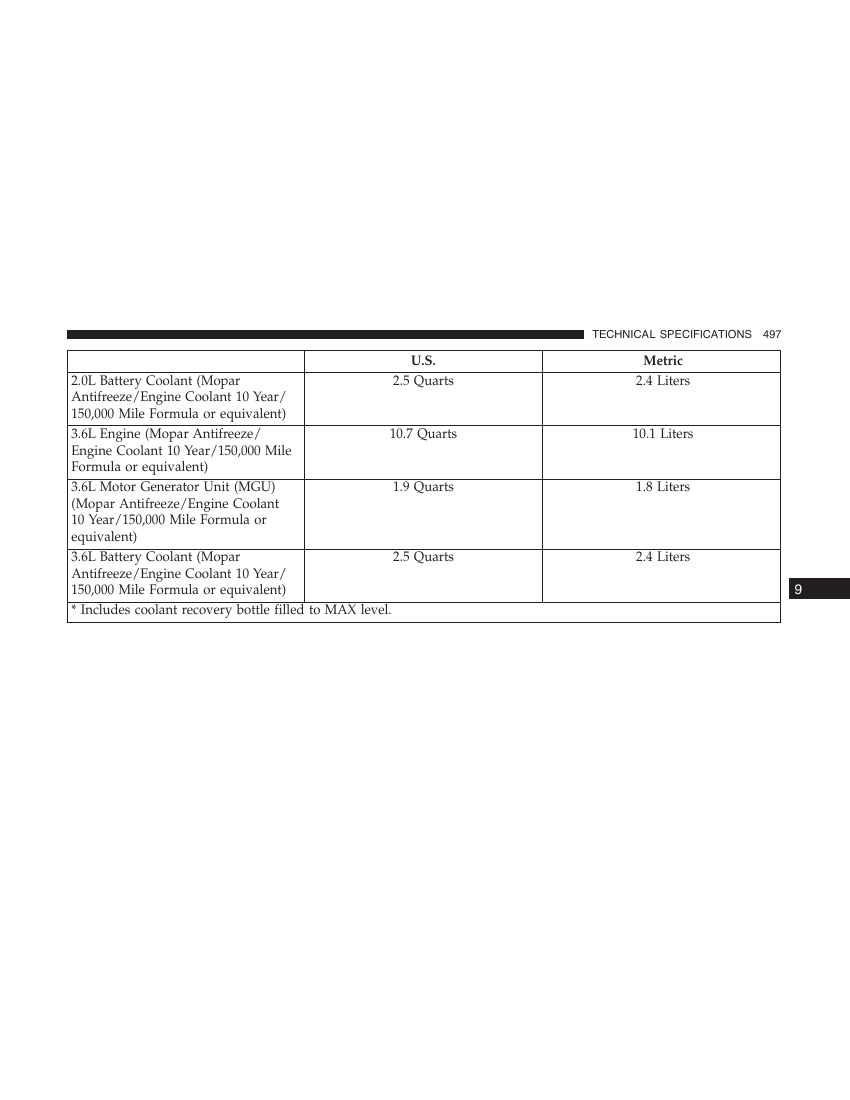 TECHNICAL SPECIFICATIONS 497
U.S. Metric
2.0L Battery Coolant (Mopar
Antifreeze/Engine Coolant 10 Year/
150,000 Mile Formula or equivalent)
2.5 Quarts
2.4 Liters
3.6L Engine (Mopar Antifreeze/
Engine Coolant 10 Year/150,000 Mile
Formula or equivalent)
10.7 Quarts
10.1 Liters
3.6L Motor Generator Unit (MGU)
(Mopar Antifreeze/Engine Coolant
10 Year/150,000 Mile Formula or
equivalent)
1.9 Quarts
1.8 Liters
3.6L Battery Coolant (Mopar
Antifreeze/Engine Coolant 10 Year/
150,000 Mile Formula or equivalent)
2.5 Quarts
2.4 Liters
* Includes coolant recovery bottle filled to MAX level.
9